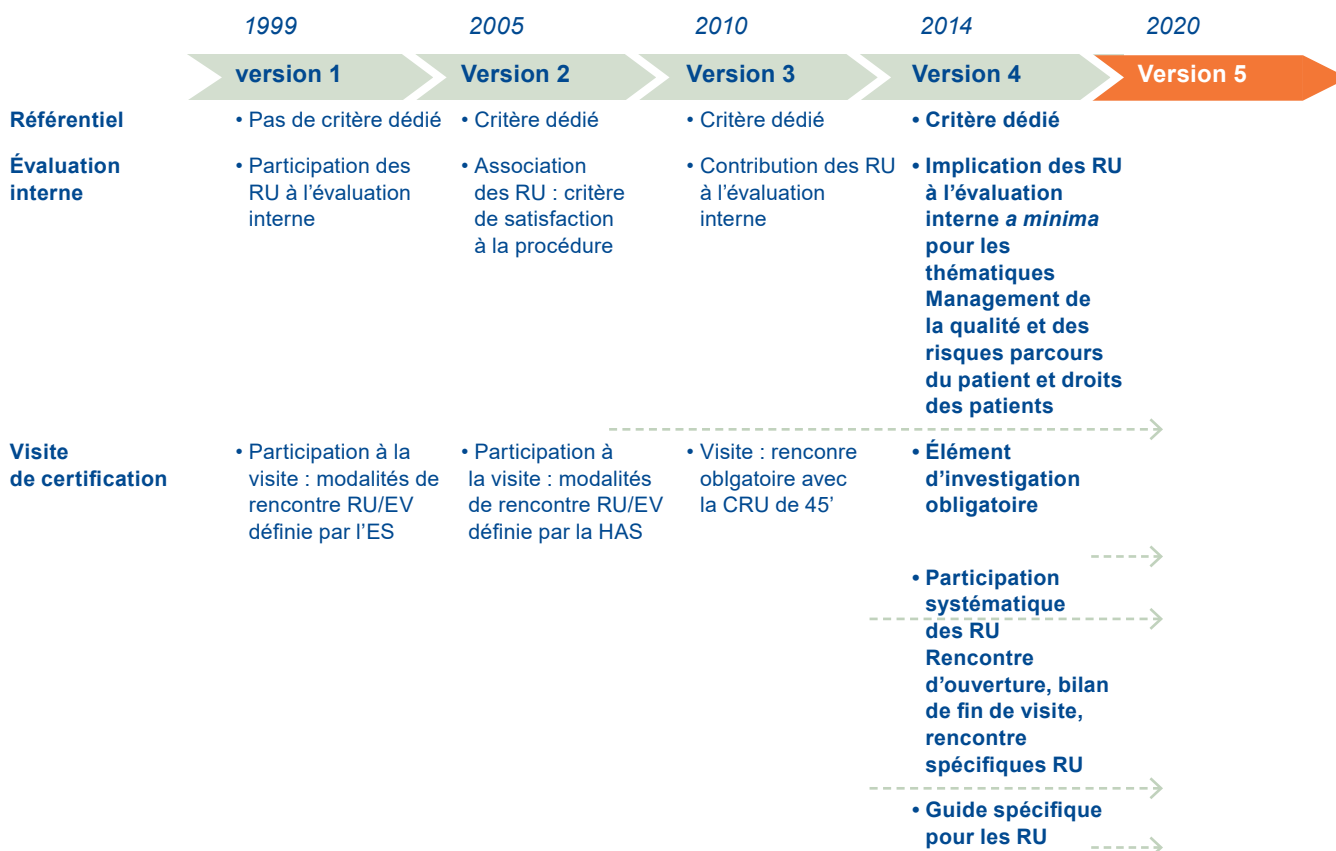 1999 2005 2010 2014 2020
version 1 Version 2 Version 3 Version 4 Version 5
Référentiel
• Pas de critère dédié
• Critère dédié
• Critère dédié
• Critère dédié
Évaluation
interne
• Participation des
RU à l’évaluation
interne
• Association
des RU : critère
de satisfaction
à la procédure
• Contribution des RU
à l’évaluation
interne
• Implication des RU
à l’évaluation
interne a minima
pour les
thématiques
Management de
la qualité et des
risques parcours
du patient et droits
des patients
Visite
de certification
• Participation à la
visite : modalités de
rencontre RU/EV
définie par l’ES
• Participation à
la visite : modalités
de rencontre RU/EV
définie par la HAS
• Visite : renconre
oblgatoire avec
la CRU de 45’
• Élément
d’investigation
obligatoire
• Participation
systématique
des RU
Rencontre
d’ouverture, bilan
de fin de visite,
rencontre
spécifiques RU
• Guide spécifique
pour les RU